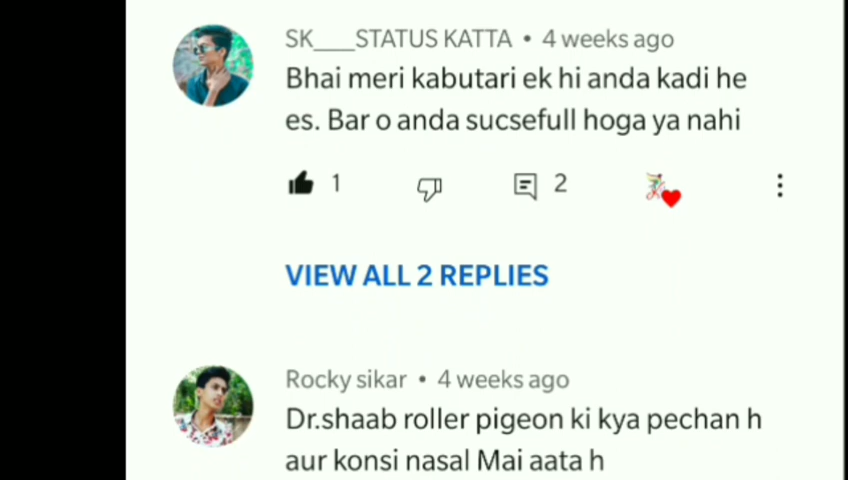 SK___STATUS KATTA • 4 weeks ago
Bhai meri kabutari ek hi anda kadi he
es. Bar o anda sucsefull hoga ya nahi
1 2
VIEW ALL 2 REPLIES
Rocky sikar • 4 weeks ago
Dr.shaab roller pigeon ki kya pechan h
aur konsi nasal Mai aata h